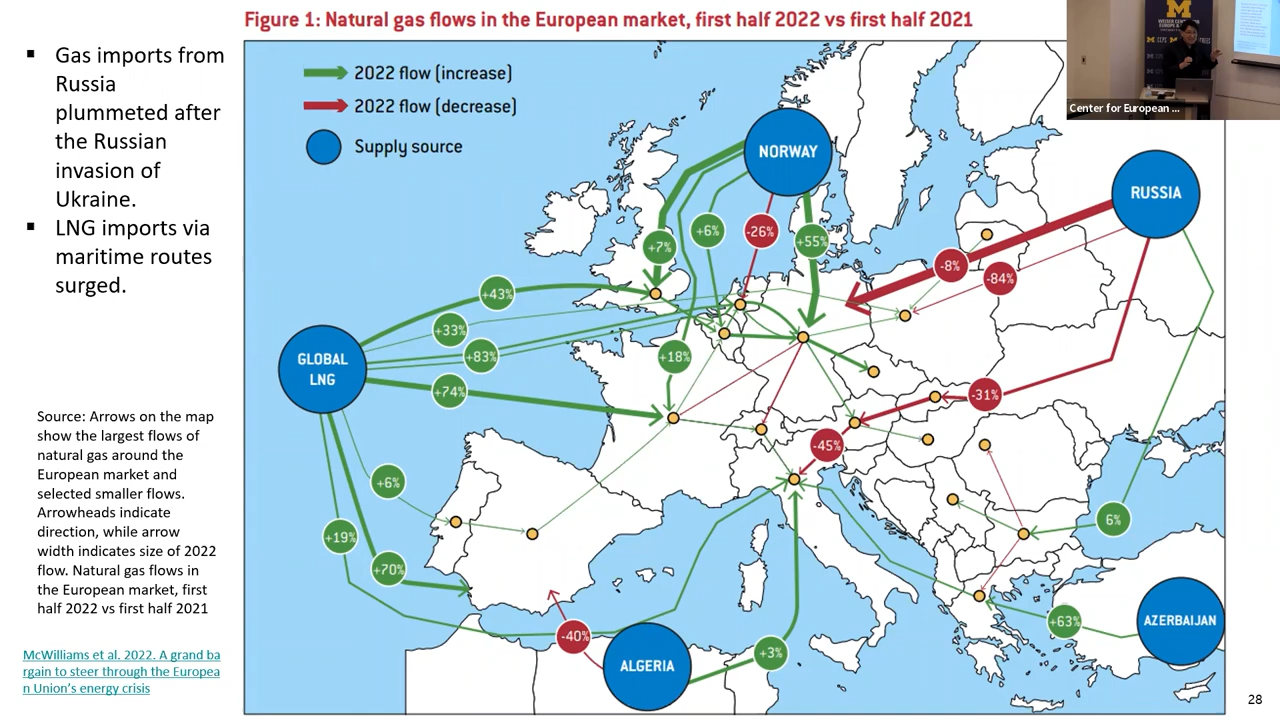 Figure 1: Natural gas flows in the European market, first half 2022 vs first half 2021
▪ Gas imports from
Russia
plummeted after
the Russian
invasion of
Ukraine.
▪ LNG imports via
maritime routes
surged.
Source: Arrows on the map
show the largest flows of
natural gas around the
European market and
selected smaller flows.
Arrowheads indicate
direction, while arrow
width indicates size of 2022
flow. Natural gas flows in
the European market, first
half 2022 vs first half 2021
McWilliams et al. 2022. A grand ba
rgain to steer through the Europea
n Union's energy crisis
2022 flow (increase)
2022 flow (decrease)
Supply source
NORWAY
RUSSIA
+7%
+6%
-26%
+55%
-8%
-84%
+43%
+33%
+83%
+18%
GLOBAL
LNG
+74%
-31%
-45%
+6%
+19%
+70%
6%
+63%
AZERBAIJAN
-40%
ALGERIA
+3%
Center for European ...
28